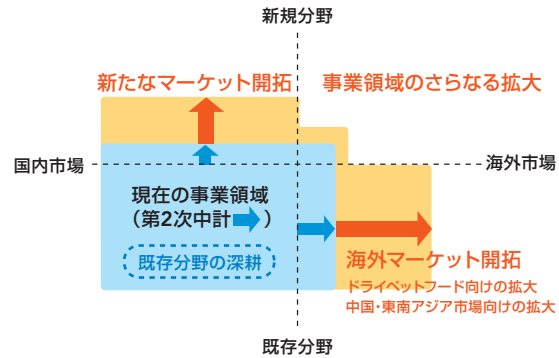 新規分野
新たなマーケット開拓
事業領域のさらなる拡大
国内市場
海外市場
現在の事業領域
（第2次中計 ）
既存分野の深耕
海外マーケット開拓
ドライペットフード向けの拡大
中国・東南アジア市場向けの拡大
既存分野